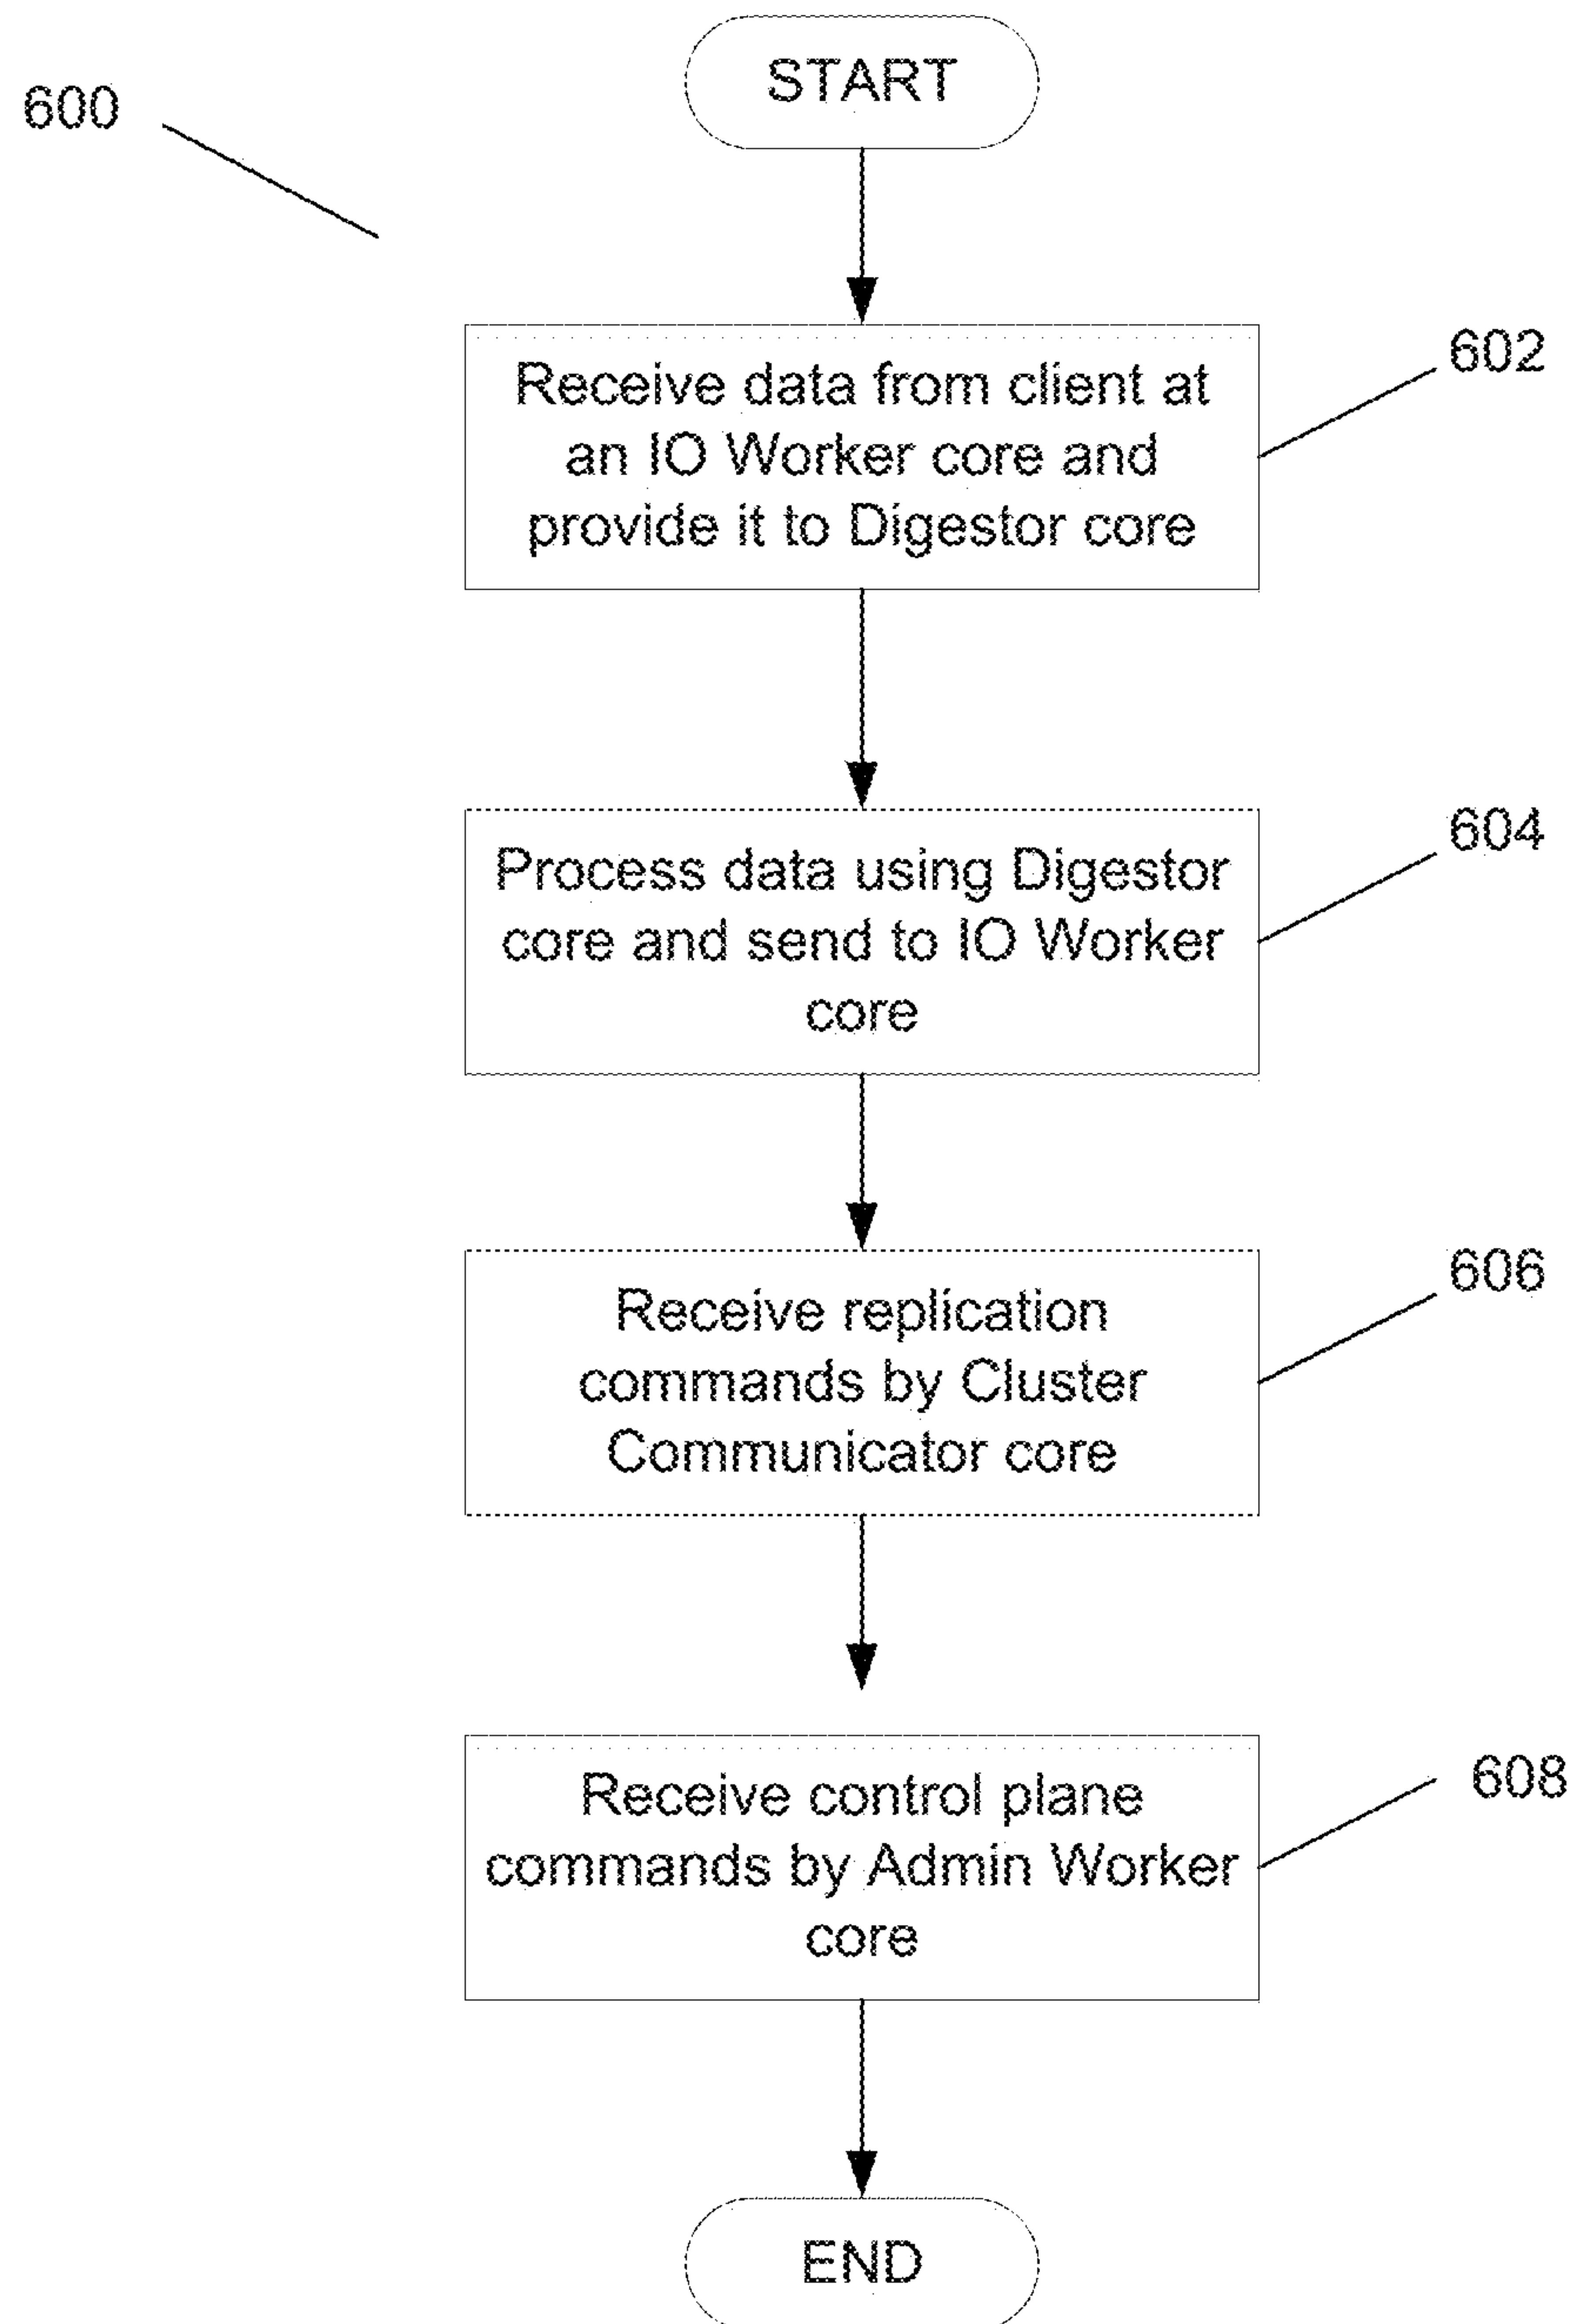 START
600
Receive data from client at
an IO Worker core and
provide it to Digestor core
602
Process data using Digestor
core and send to IO Worker
core
604
Receive replication
commands by Cluster
Communicator core
606
Receive control plane
commands by Admin Worker
core
608
END